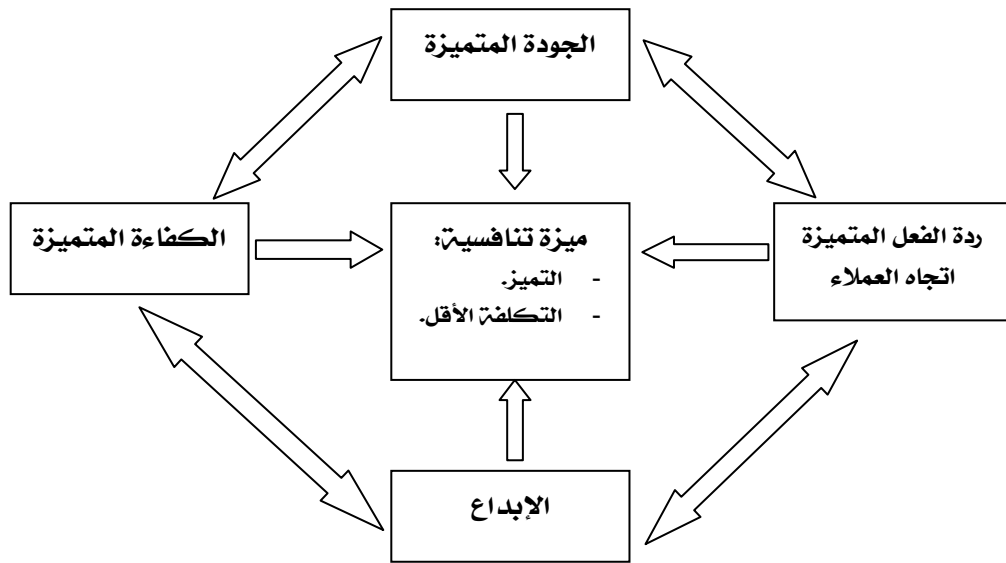 الجودة المتميزة
ردة الفعل المتميزة
اتجاه العملاء
ميزة تنافسية:
- التميز.
- التكلفة الأقل.
الكفاءة المتميزة
الإبداع